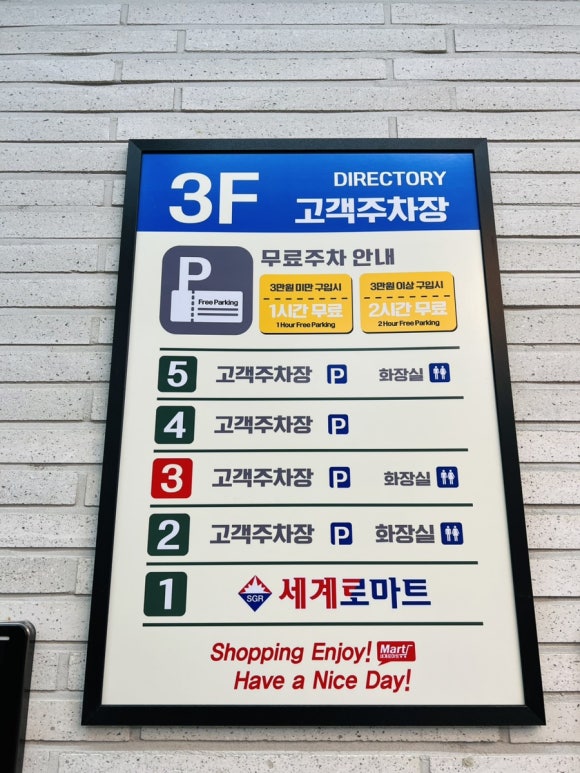 3F
DIRECTORY
고객주차장
무료주차 안내
P
Free Parking
3만원 미만 구입시
1시간 무료
1 Hour Free Parking
3만원 이상 구입시
2시간 무료
2 Hour Free Parking
5 고객주차장 P 화장실
4 고객주차장 P
3 고객주차장 P 화장실
2 고객주차장 P 화장실
1 SGR 세계로마트
Shopping Enjoy! Mart
Have a Nice Day!